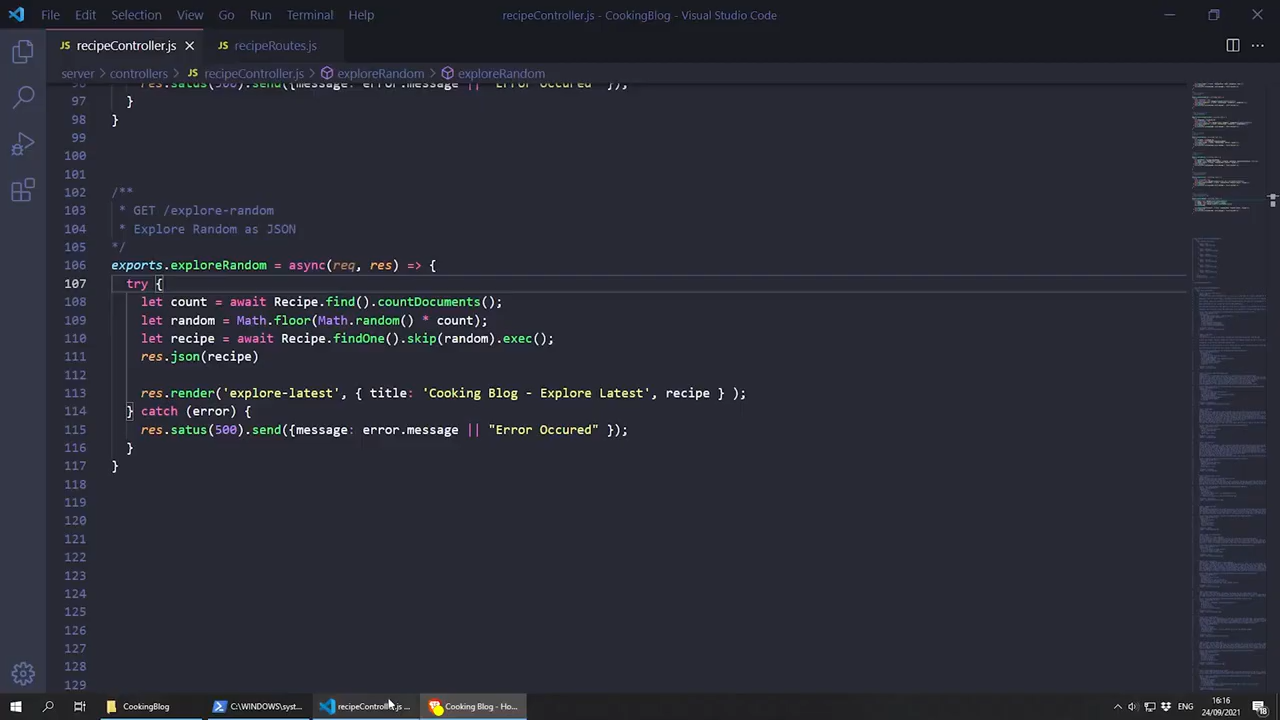 File Edit Selection View Go Run Terminal Help
recipeController.js - CookingBlog - Visual Studio Code
JS recipeController.js
JS recipeRoutes.js
server > controllers > JS recipeController.js > exploreRandom > exploreRandom
97 }
98 }
99
100
101
102 /**
103 * GET /explore-random
104 * Explore Random as JSON
105 */
106 exports.exploreRandom = async(req, res) => {
107 try {
108 let count = await Recipe.find().countDocuments();
109 let random = Math.floor(Math.random() * count);
110 let recipe = await Recipe.findOne().skip(random).exec();
111 res.json(recipe)
112
113 res.render('explore-latest', { title: 'Cooking Blog - Explore Latest', recipe } );
114 } catch (error) {
115 res.satus(500).send({message: error.message || "Error Occured" });
116 }
117 }
118
119
120
121
122
123
124
125
126
127
128
129
CookingBlog
ENG
16:16
24/09/2021
18